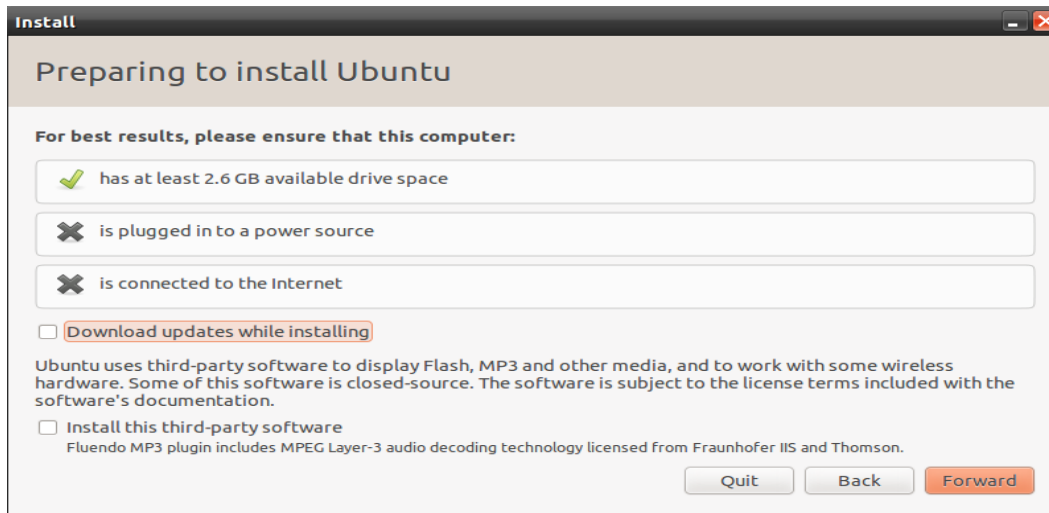 Install
Preparing to install Ubuntu
For best results, please ensure that this computer:
has at least 2.6 GB available drive space
is plugged in to a power source
is connected to the Internet
Download updates while installing
Ubuntu uses third-party software to display Flash, MP3 and other media, and to work with some wireless
hardware. Some of this software is closed-source. The software is subject to the license terms included with the
software's documentation.
Install this third-party software
Fluendo MP3 plugin includes MPEG Layer-3 audio decoding technology licensed from Fraunhofer IIS and Thomson.
Quit Back Forward